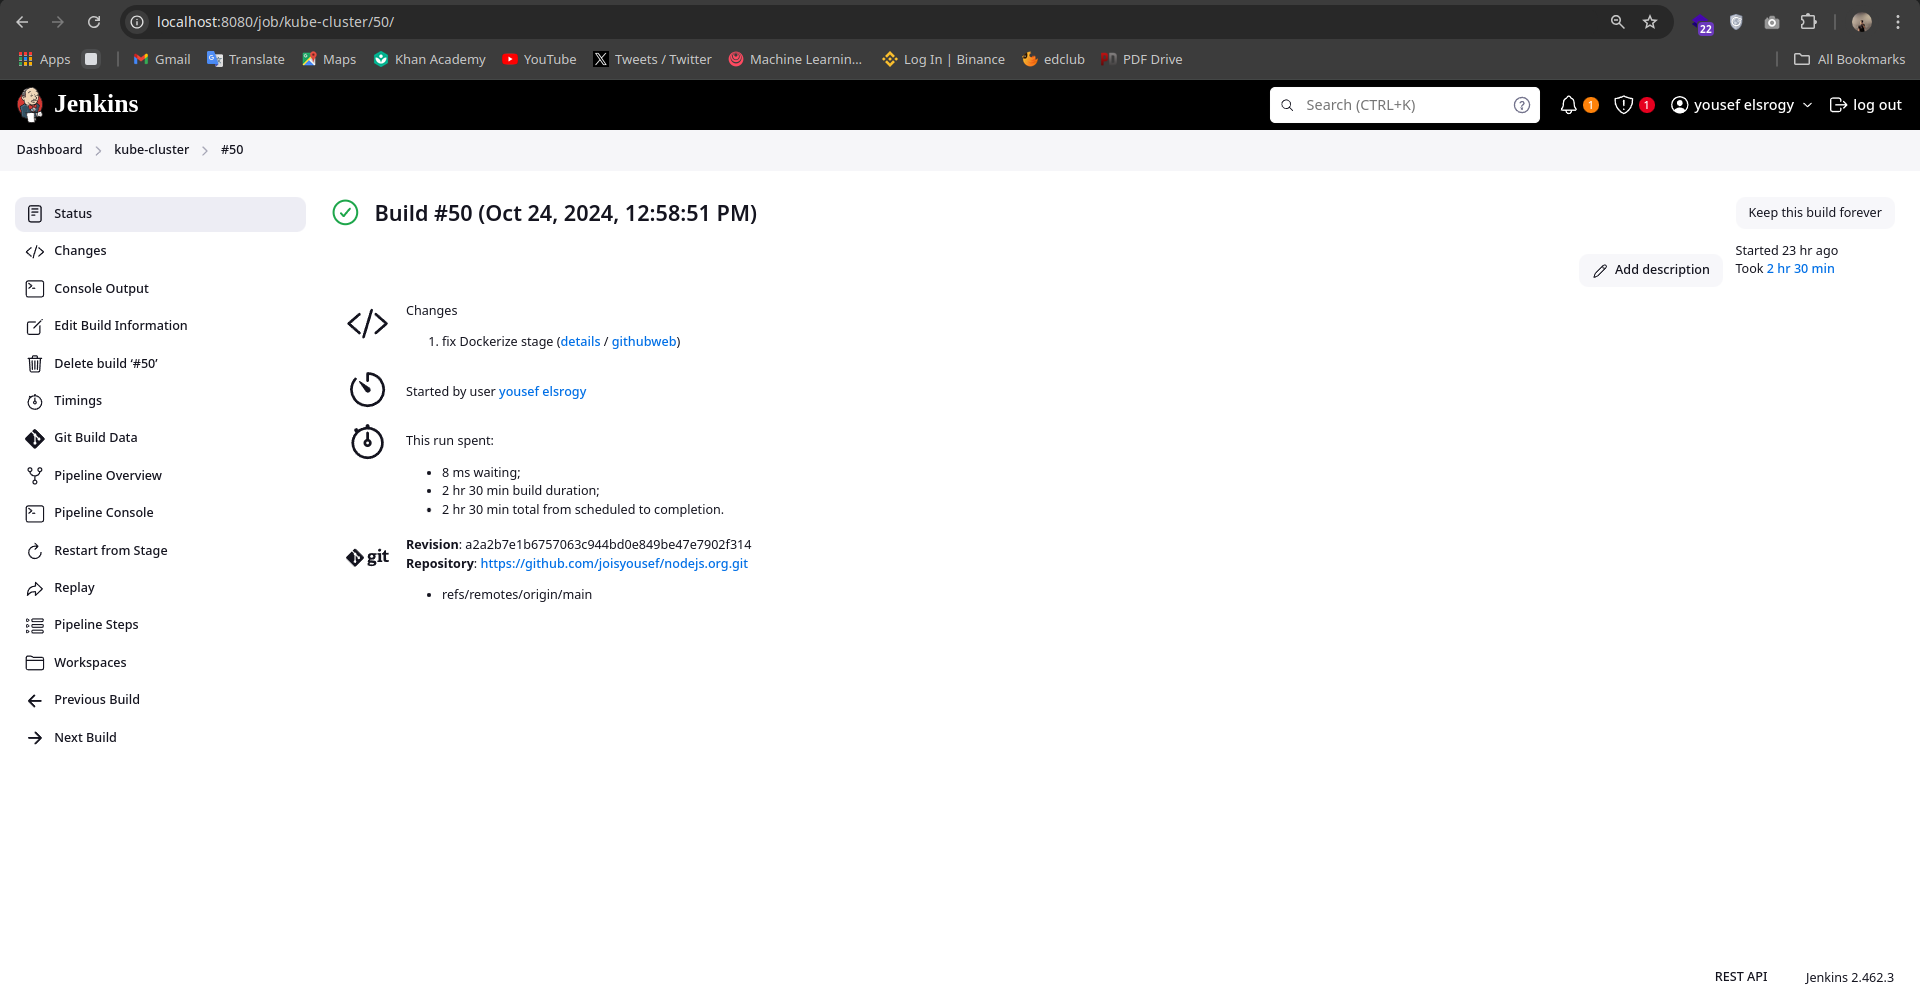 localhost:8080/job/kube-cluster/50/
22
Apps Gmail Translate Maps Khan Academy YouTube Tweets / Twitter Machine Learnin... Log In | Binance edclub PDF Drive All Bookmarks
Jenkins Search (CTRL+K) ? 1 1 yousef elsrogy log out
Dashboard kube-cluster #50
Status
Changes
Console Output
Edit Build Information
Delete build ‘#50’
Timings
Git Build Data
Pipeline Overview
Pipeline Console
Restart from Stage
Replay
Pipeline Steps
Workspaces
Previous Build
Next Build
Build #50 (Oct 24, 2024, 12:58:51 PM)
Keep this build forever
Add description
Started 23 hr ago
Took 2 hr 30 min
Changes
1. fix Dockerize stage (details / githubweb)
Started by user yousef elsrogy
This run spent:
• 8 ms waiting;
• 2 hr 30 min build duration;
• 2 hr 30 min total from scheduled to completion.
git
Revision: a2a2b7e1b6757063c944bd0e849be47e7902f314
Repository: https://github.com/joisyousef/nodejs.org.git
• refs/remotes/origin/main
REST API Jenkins 2.462.3